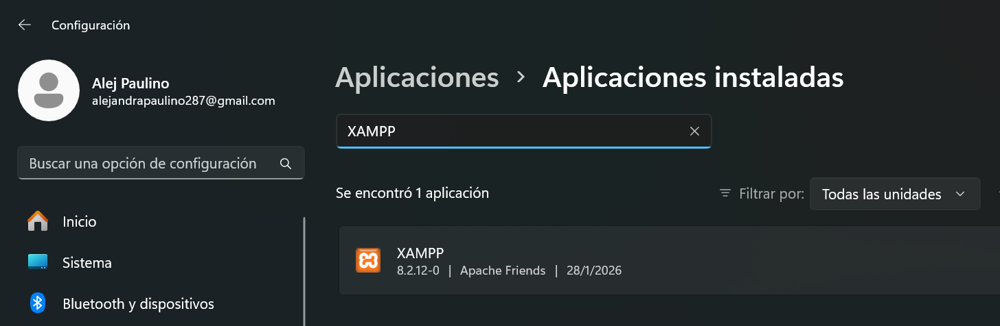 Configuración
Alej Paulino
alejandrapaulino287@gmail.com
Buscar una opción de configuración
Inicio
Sistema
Bluetooth y dispositivos
Aplicaciones > Aplicaciones instaladas
XAMPP
Se encontró 1 aplicación
Filtrar por: Todas las unidades
XAMPP
8.2.12-0 | Apache Friends | 28/1/2026